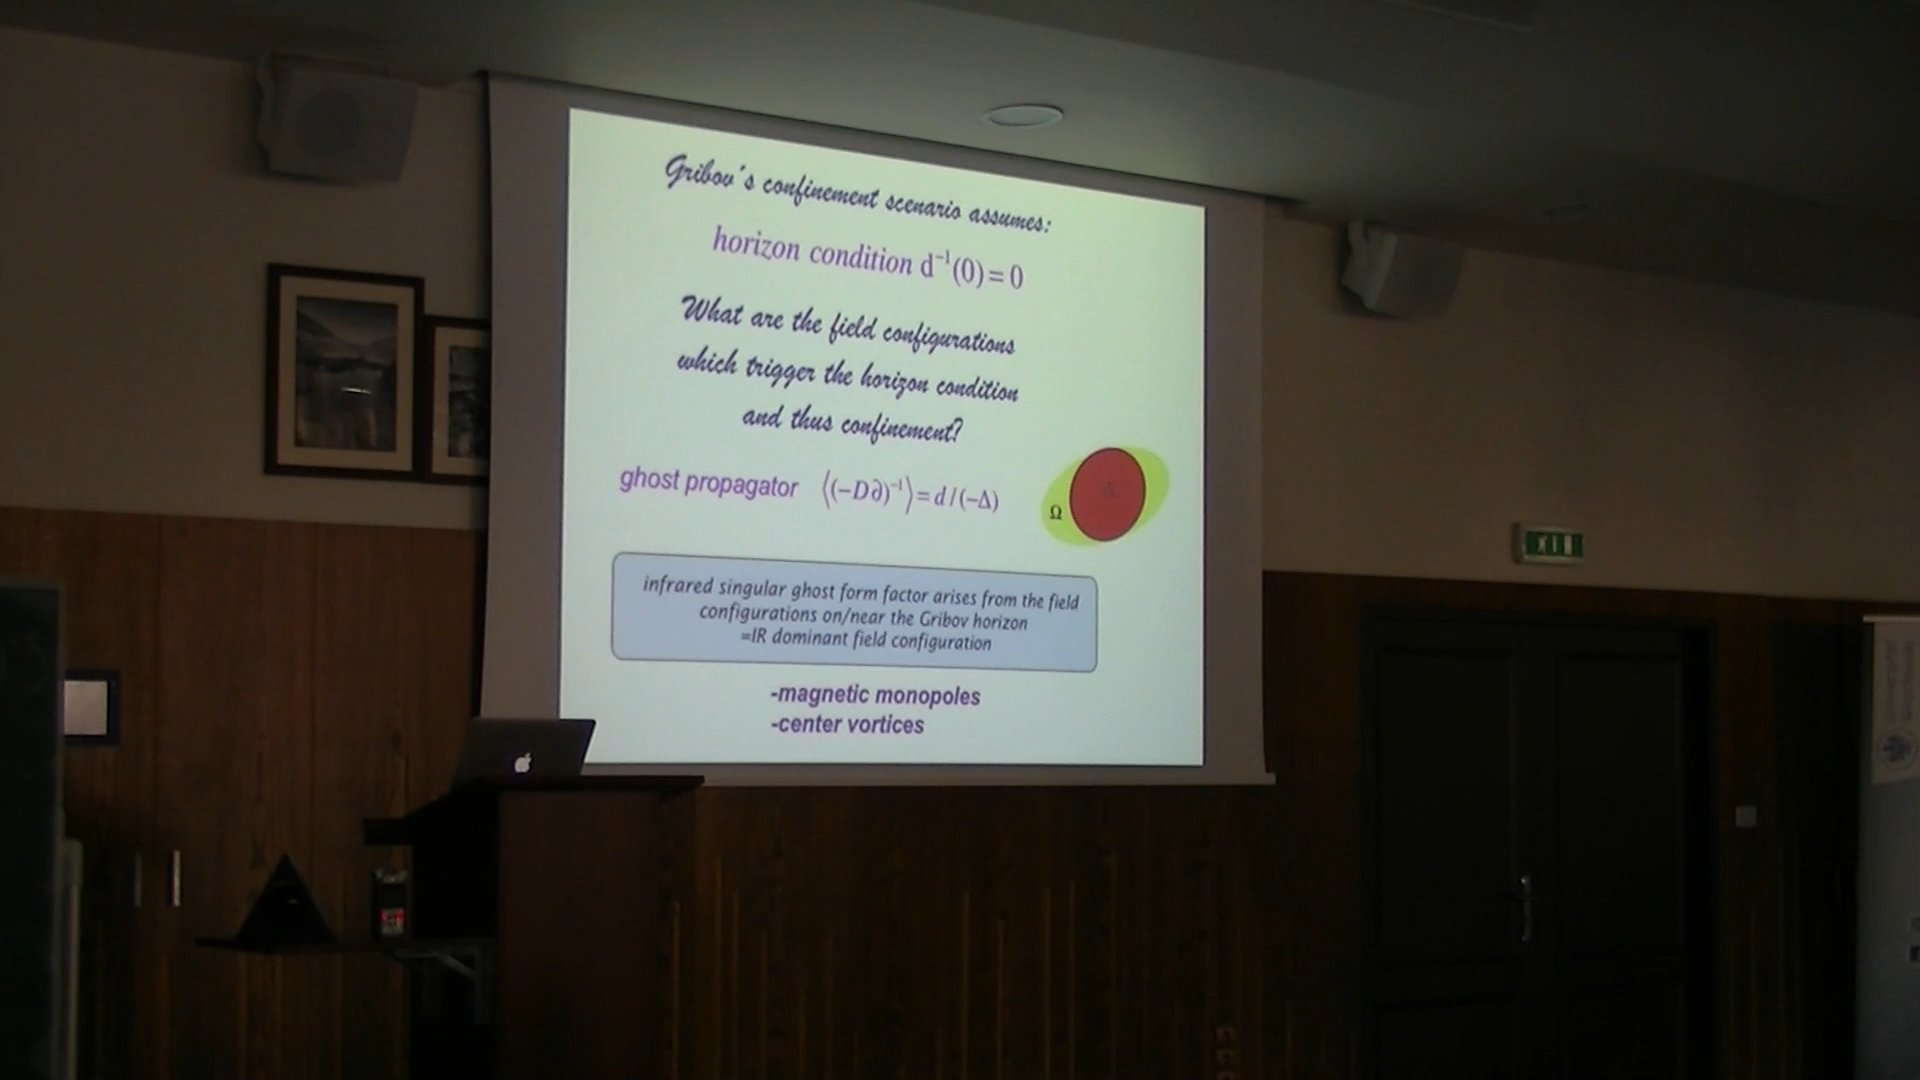 Gribov´s confinement scenario assumes:
horizon condition d⁻¹(0)=0
What are the field configurations
which trigger the horizon condition
and thus confinement?
ghost propagator ⟨(−D∂)⁻¹⟩=d/(−Δ)
Ω
infrared singular ghost form factor arises from the field
configurations on/near the Gribov horizon
=IR dominant field configuration
-magnetic monopoles
-center vortices